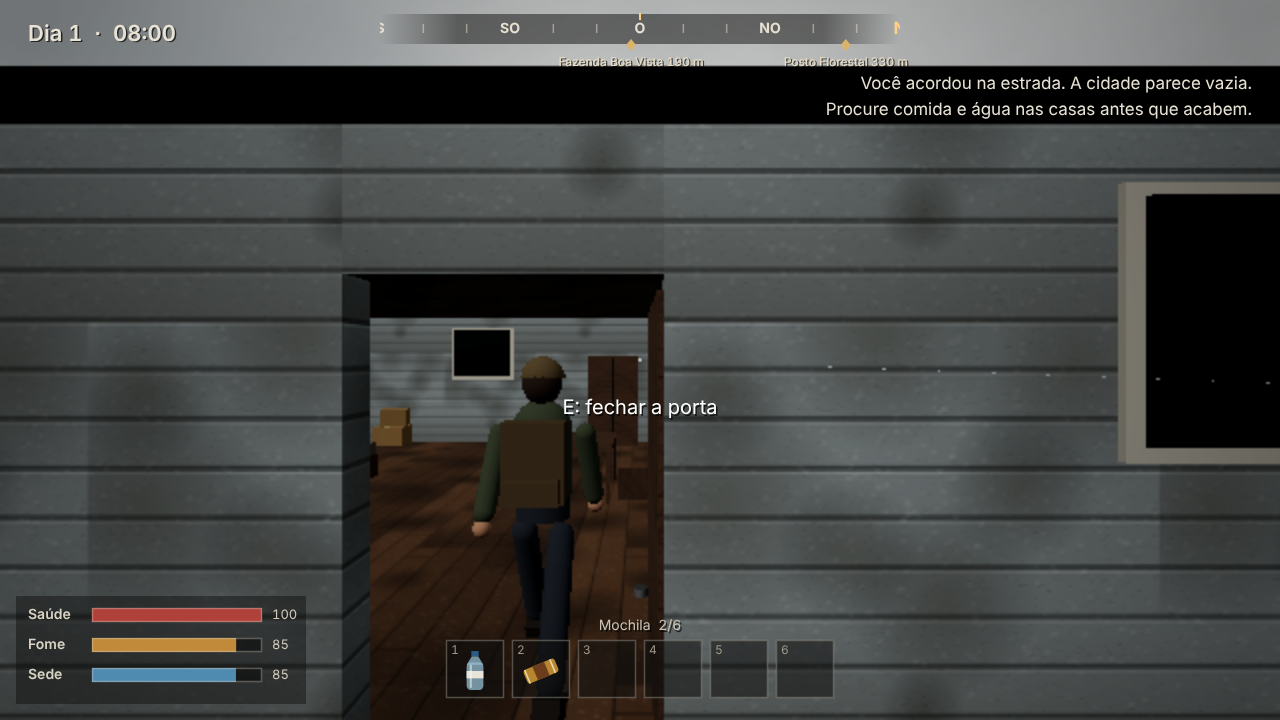 Dia 1 · 08:00
S SO O NO N
Fazenda Boa Vista 190 m Posto Florestal 330 m
Você acordou na estrada. A cidade parece vazia.
Procure comida e água nas casas antes que acabem.
E: fechar a porta
Saúde 100
Fome 85
Sede 85
Mochila 2/6
1 2 3 4 5 6